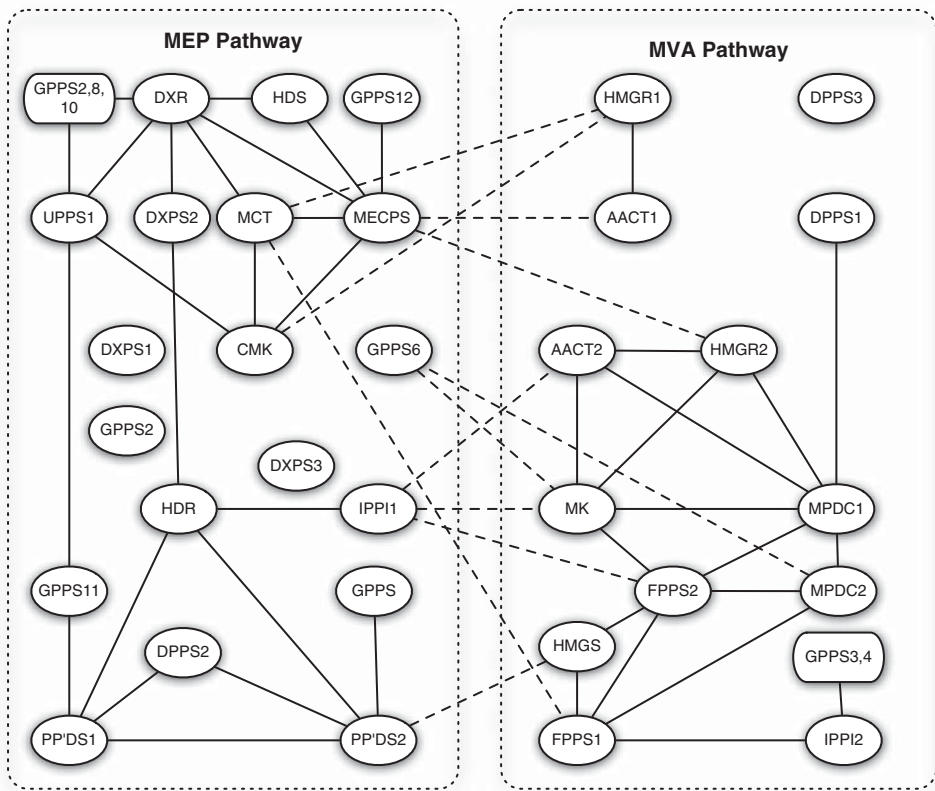 MEP Pathway
MVA Pathway
GPPS2,8,
10
DXR
HDS
GPPS12
HMGR1
DPPS3
UPPS1
DXPS2
MCT
MECPS
AACT1
DPPS1
DXPS1
CMK
GPPS6
AACT2
HMGR2
GPPS2
DXPS3
HDR
IPPI1
MK
MPDC1
GPPS11
GPPS
FPPS2
MPDC2
DPPS2
HMGS
GPPS3,4
PP'DS1
PP'DS2
FPPS1
IPPI2